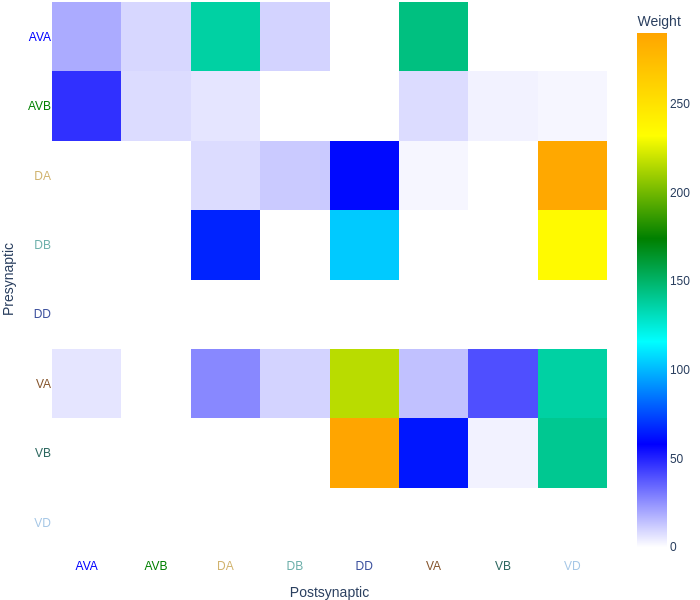 Weight
AVA
AVB
DA
DB
DD
VA
VB
VD
Presynaptic
250
200
150
100
50
0
AVA AVB DA DB DD VA VB VD
Postsynaptic